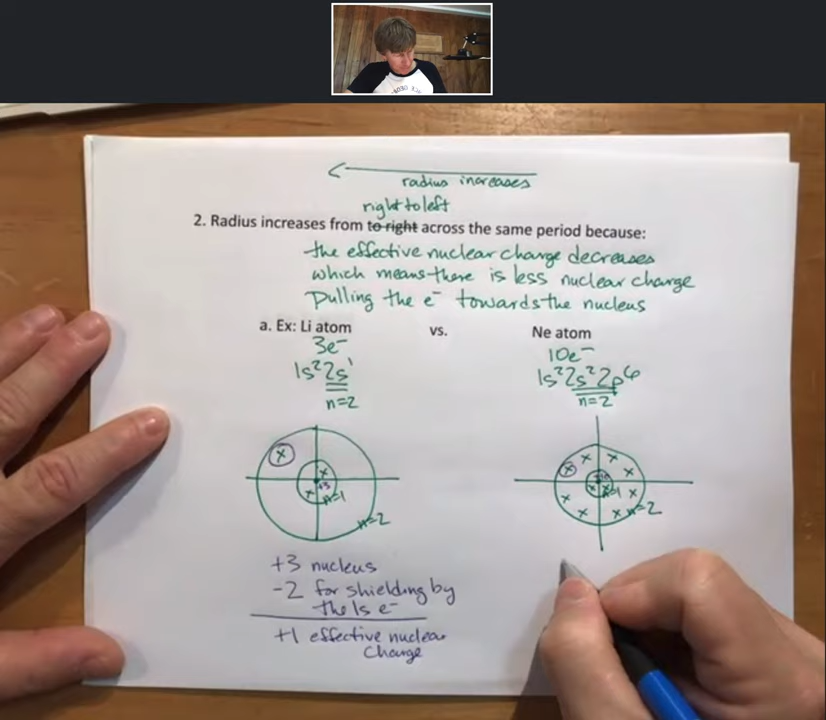 radius increases
right to left
2. Radius increases from to right across the same period because:
the effective nuclear charge decreases
which means there is less nuclear charge
pulling the e⁻ towards the nucleus
a. Ex: Li atom vs. Ne atom
3e⁻ 10e⁻
1s²2s¹ 1s²2s²2p⁶
n=2 n=2
x x x
x x x
+3
x n=1 x x n=1 x
x x x n=2
n=2
+3 nucleus
-2 for shielding by
the 1s e⁻
+1 effective nuclear
charge